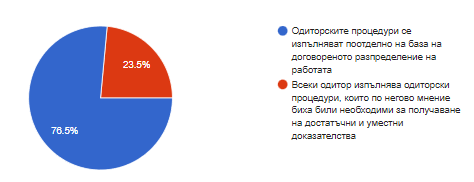 23.5%
76.5%
Одиторските процедури се
изпълняват поотделно на база на
договореното разпределение на
работата
Всеки одитор изпълнява одиторски
процедури, които по негово мнение
биха били необходими за получаване
на достатъчни и уместни
доказателства